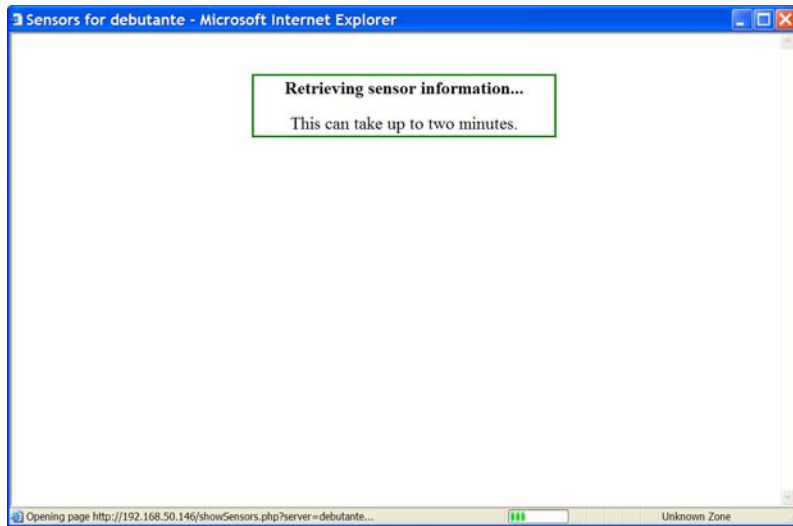 Sensors for debutante - Microsoft Internet Explorer
Retrieving sensor information...
This can take up to two minutes.
Opening page http://192.168.50.146/showSensors.php?server=debutante...
Unknown Zone